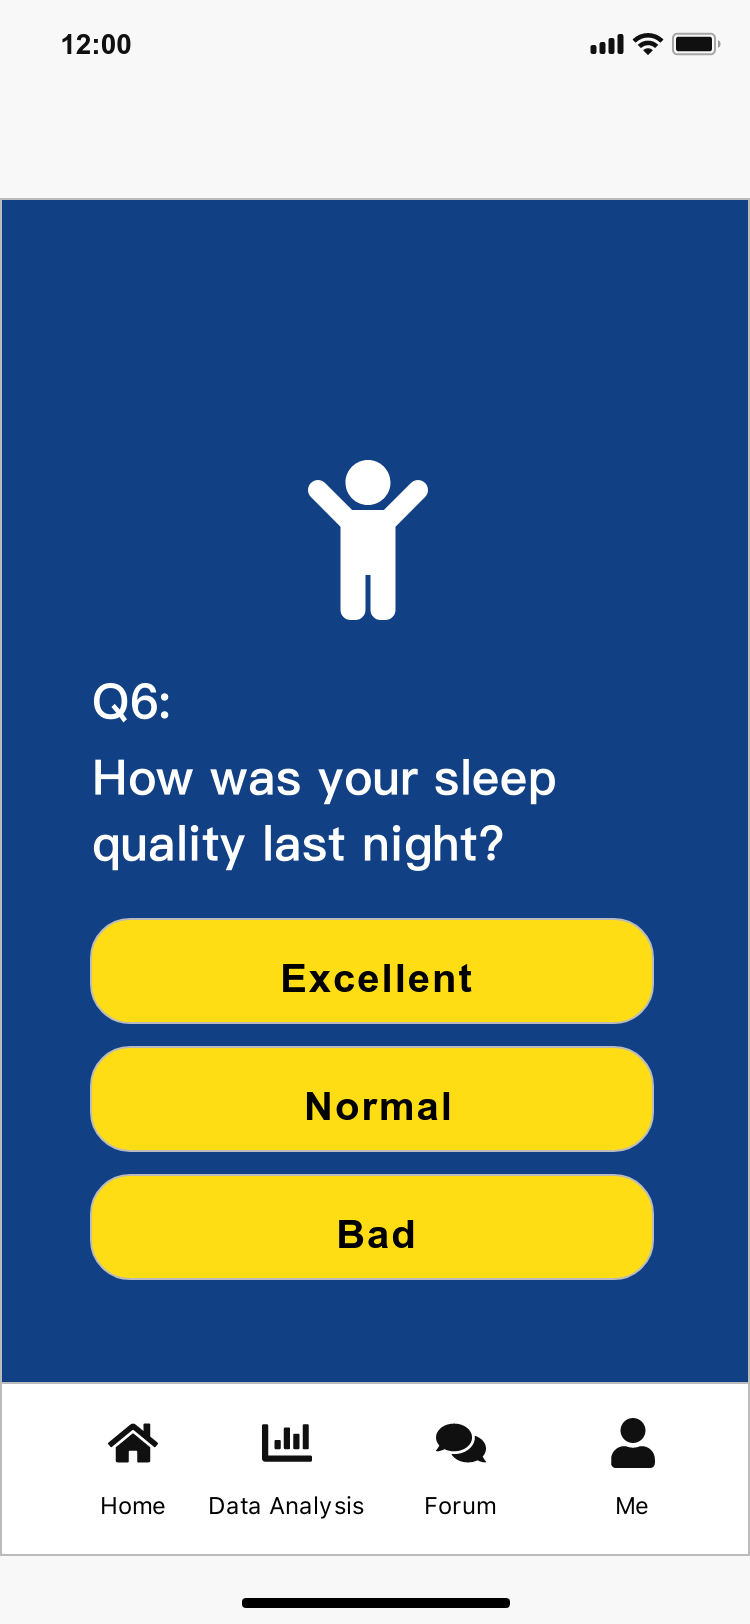 12:00
Q6:
How was your sleep
quality last night?
Excellent
Normal
Bad
Home
Data Analysis
Forum
Me